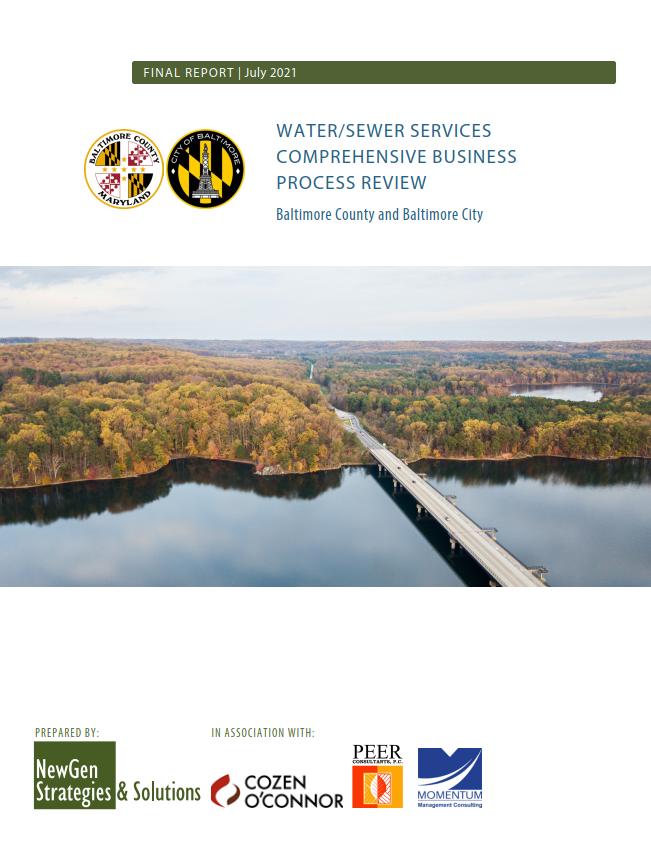 FINAL REPORT | July 2021
BALTIMORE COUNTY
MARYLAND
CITY OF BALTIMORE
WATER/SEWER SERVICES
COMPREHENSIVE BUSINESS
PROCESS REVIEW
Baltimore County and Baltimore City
PREPARED BY:
NewGen
Strategies & Solutions
IN ASSOCIATION WITH:
COZEN
O'CONNOR
PEER
CONSULTANTS, P.C.
MOMENTUM
Management Consulting